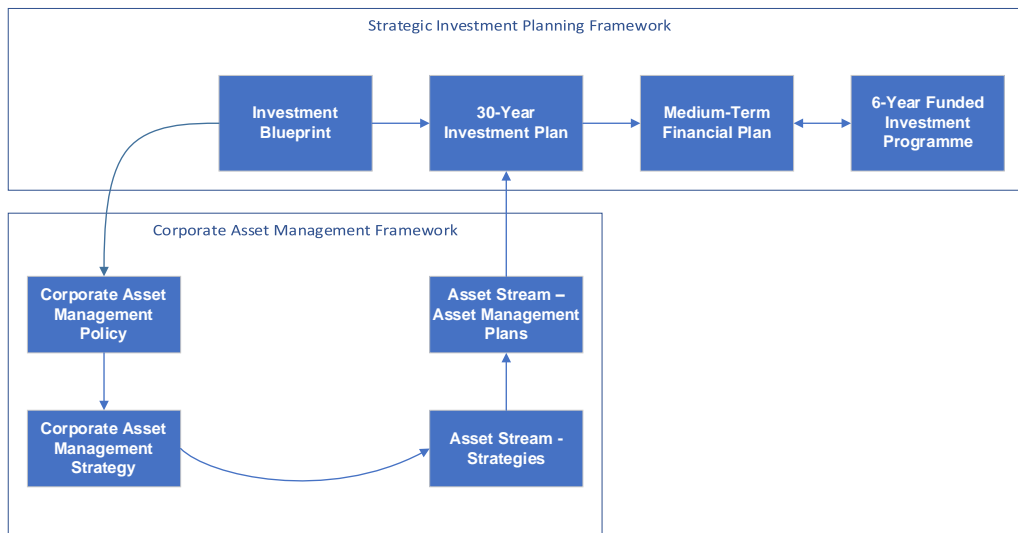 Strategic Investment Planning Framework
Investment
Blueprint
30-Year
Investment Plan
Medium-Term
Financial Plan
6-Year Funded
Investment
Programme
Corporate Asset Management Framework
Corporate Asset
Management
Policy
Asset Stream –
Asset Management
Plans
Corporate Asset
Management
Strategy
Asset Stream -
Strategies